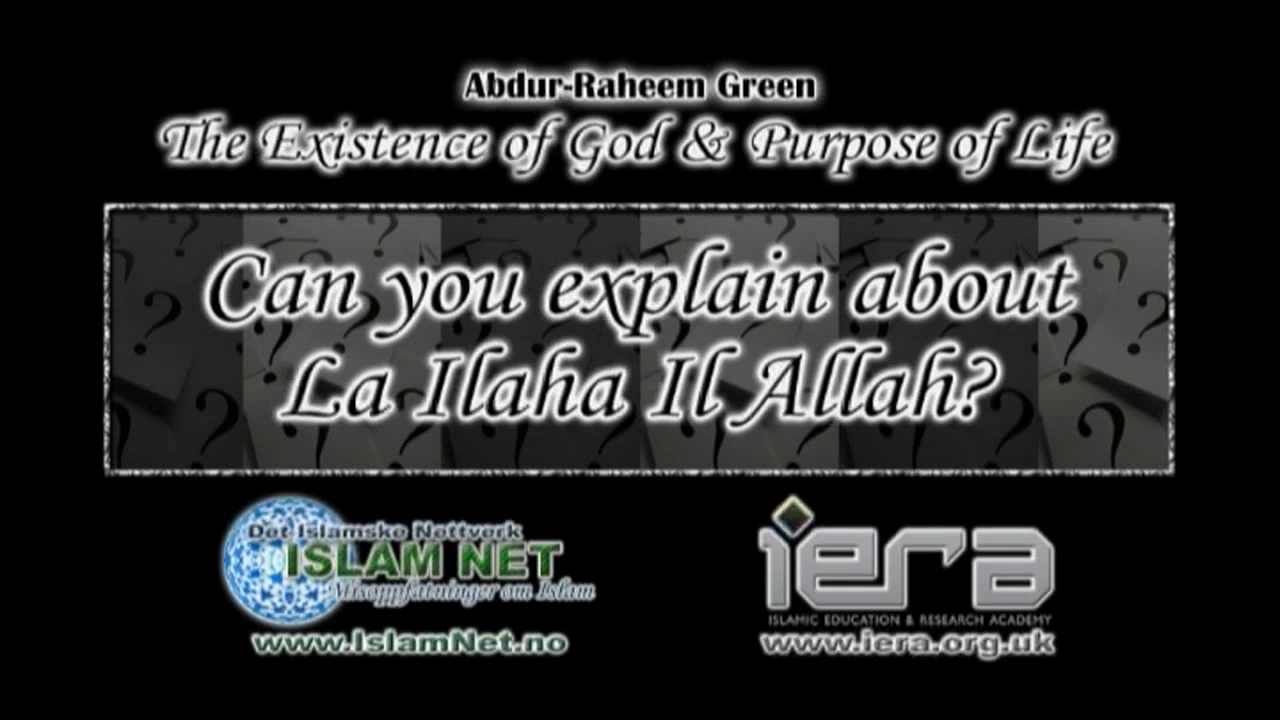 Abdur-Raheem Green
The Existence of God & Purpose of Life
Can you explain about
La Ilaha Il Allah?
Det Islamske Nettverk
ISLAM NET
Misoppfatninger om Islam
www.IslamNet.no
iera
ISLAMIC EDUCATION & RESEARCH ACADEMY
www.iera.org.uk